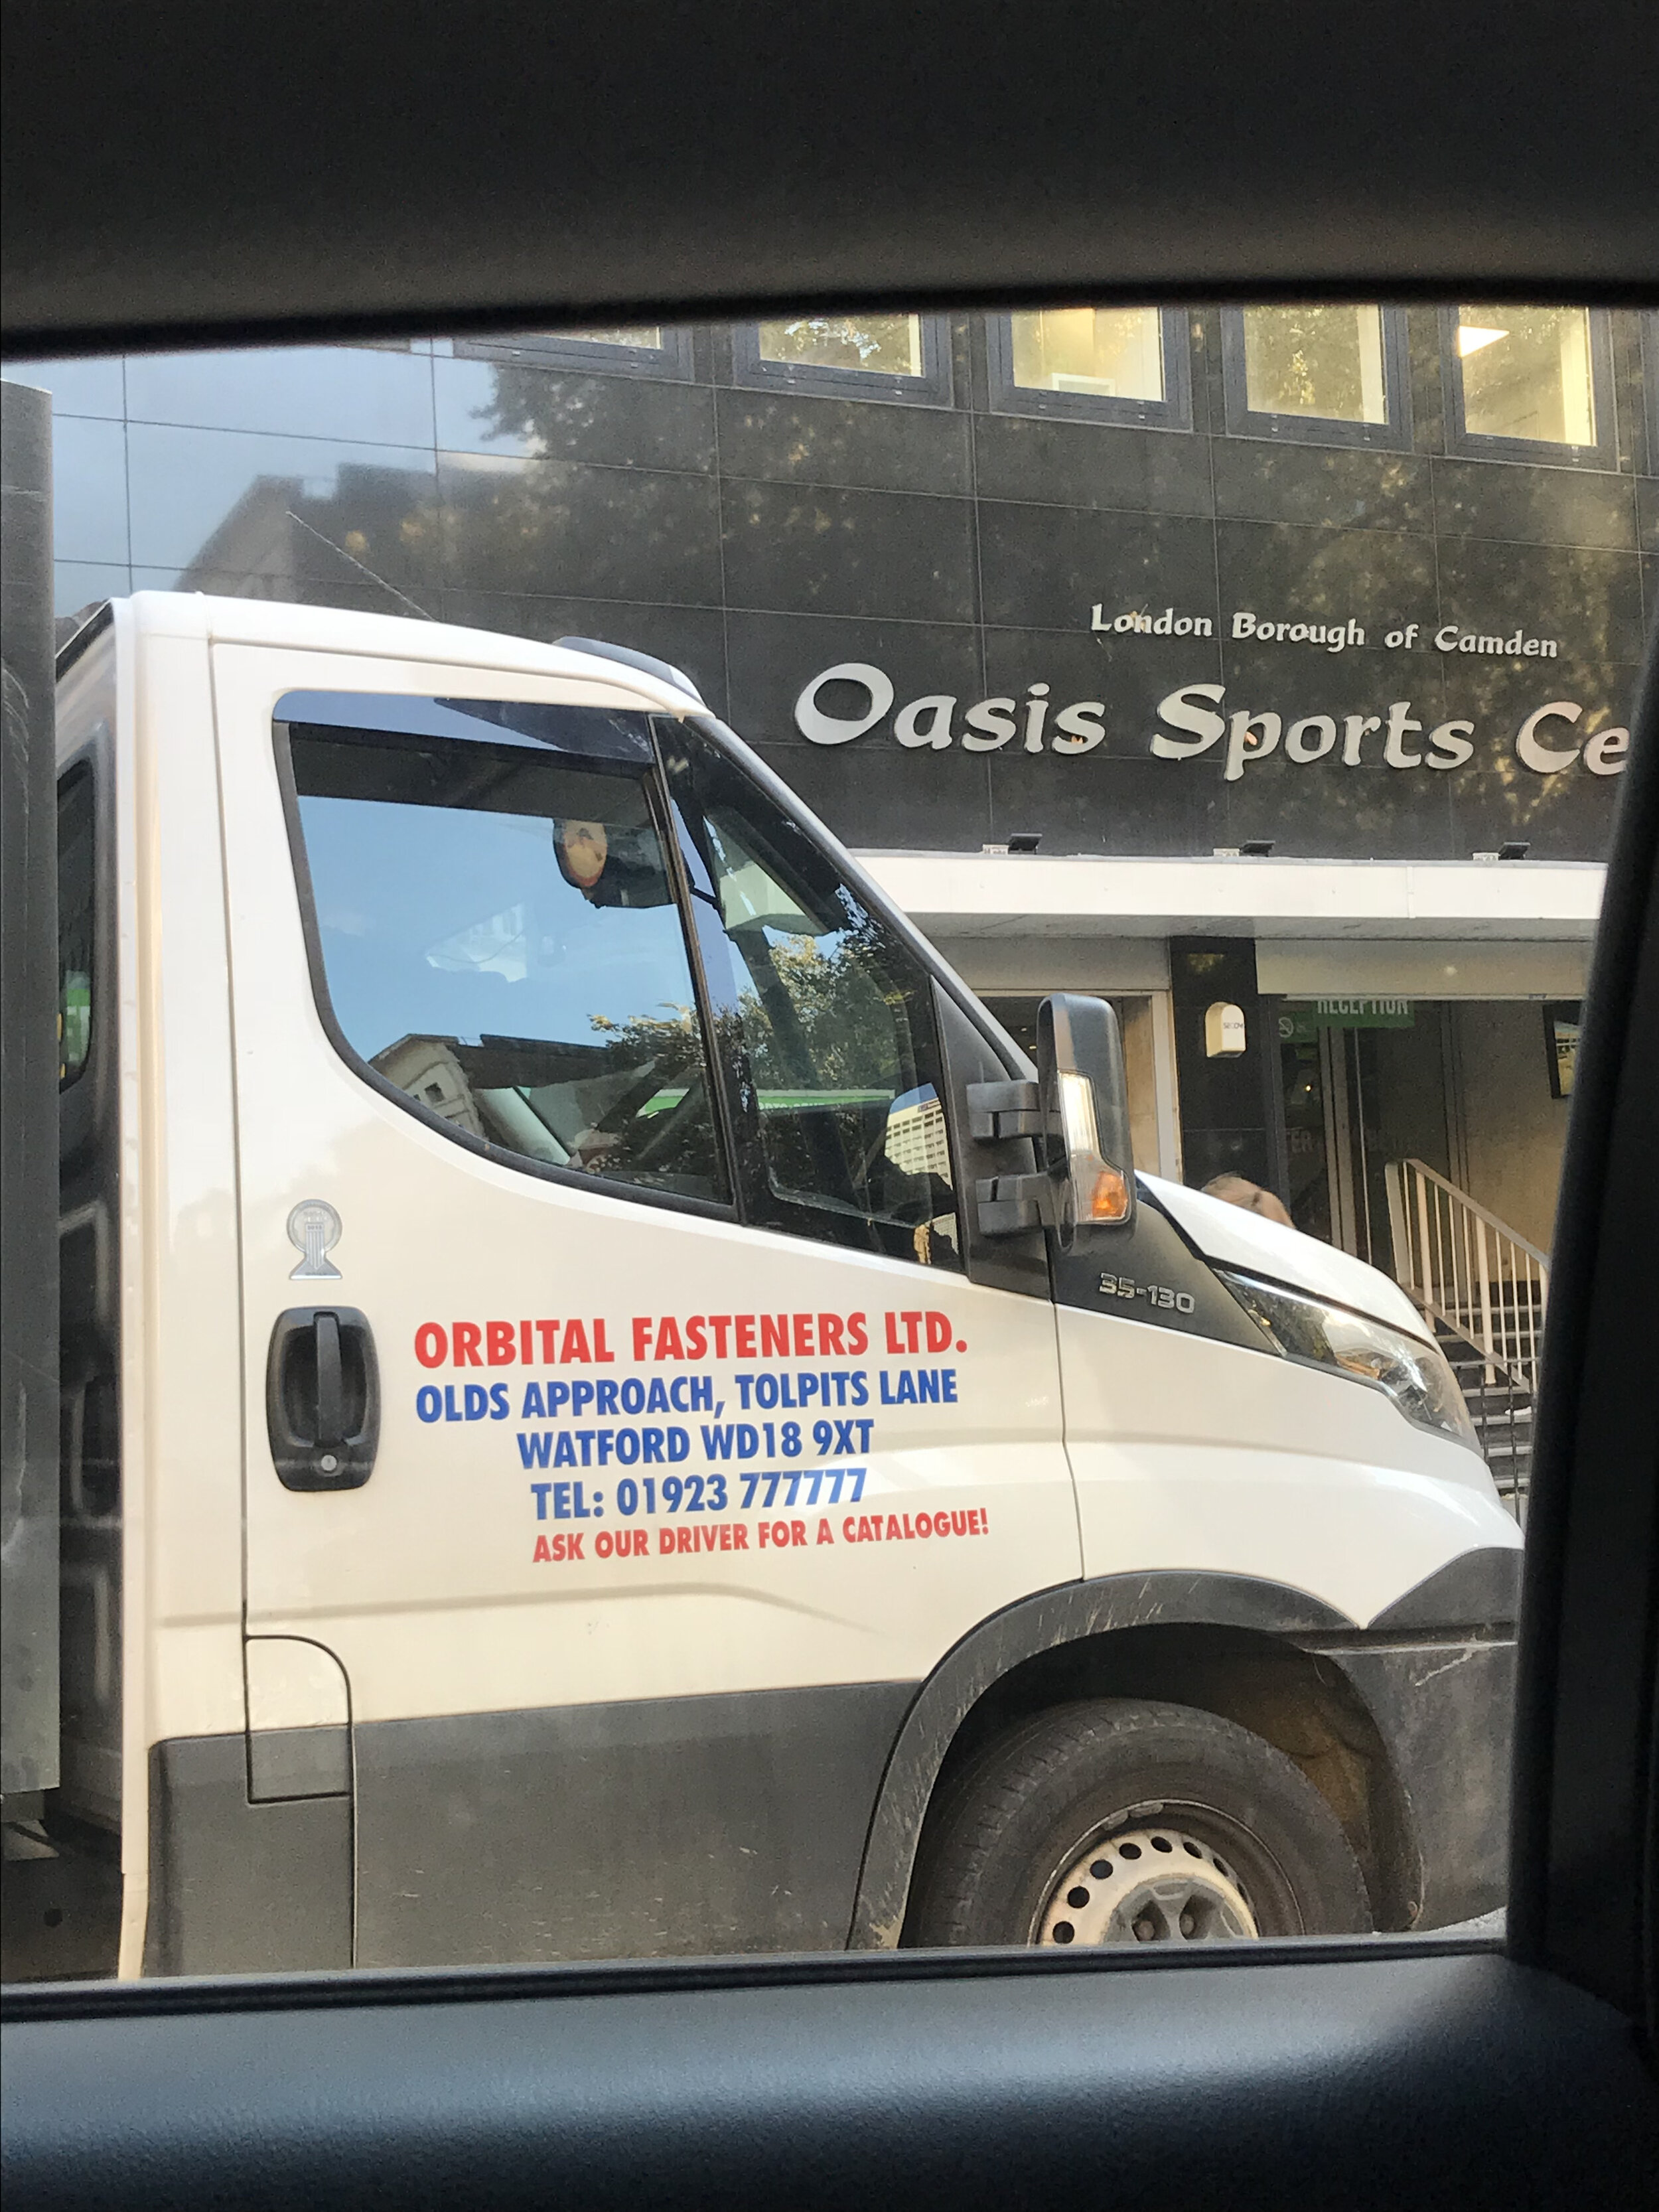 London Borough of Camden
Oasis Sports Ce
RECEPTION
35-130
ORBITAL FASTENERS LTD.
OLDS APPROACH, TOLPITS LANE
WATFORD WD18 9XT
TEL: 01923 777777
ASK OUR DRIVER FOR A CATALOGUE!